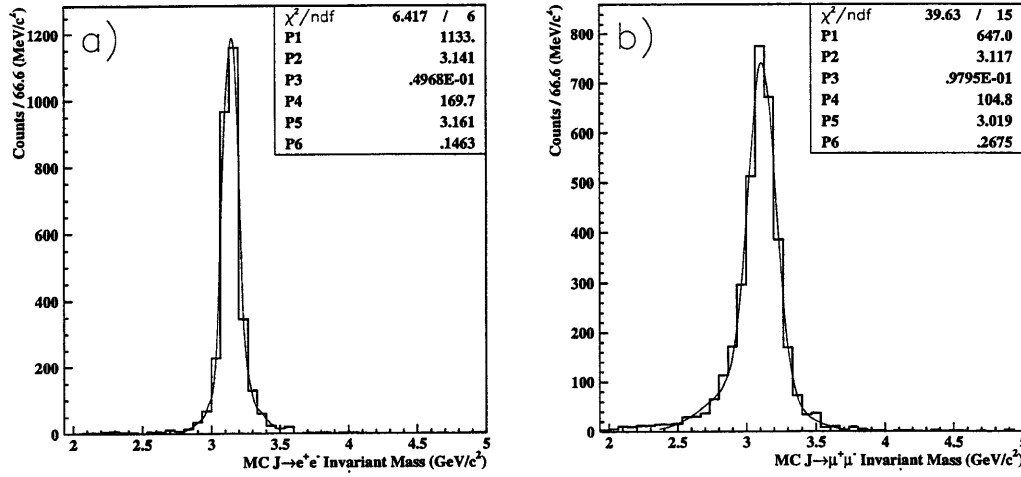 a)
χ²/ndf 6.417 / 6
P1 1133.
P2 3.141
P3 .4968E-01
P4 169.7
P5 3.161
P6 .1463
Counts / 66.6 (MeV/c²)
1200
1000
800
600
400
200
0
2 2.5 3 3.5 4 4.5 5
MC J→e⁺e⁻ Invariant Mass (GeV/c²)
b)
χ²/ndf 39.63 / 15
P1 647.0
P2 3.117
P3 .9795E-01
P4 104.8
P5 3.019
P6 .2675
Counts / 66.6 (MeV/c²)
800
700
600
500
400
300
200
100
0
2 2.5 3 3.5 4 4.5 5
MC J→μ⁺μ⁻ Invariant Mass (GeV/c²)